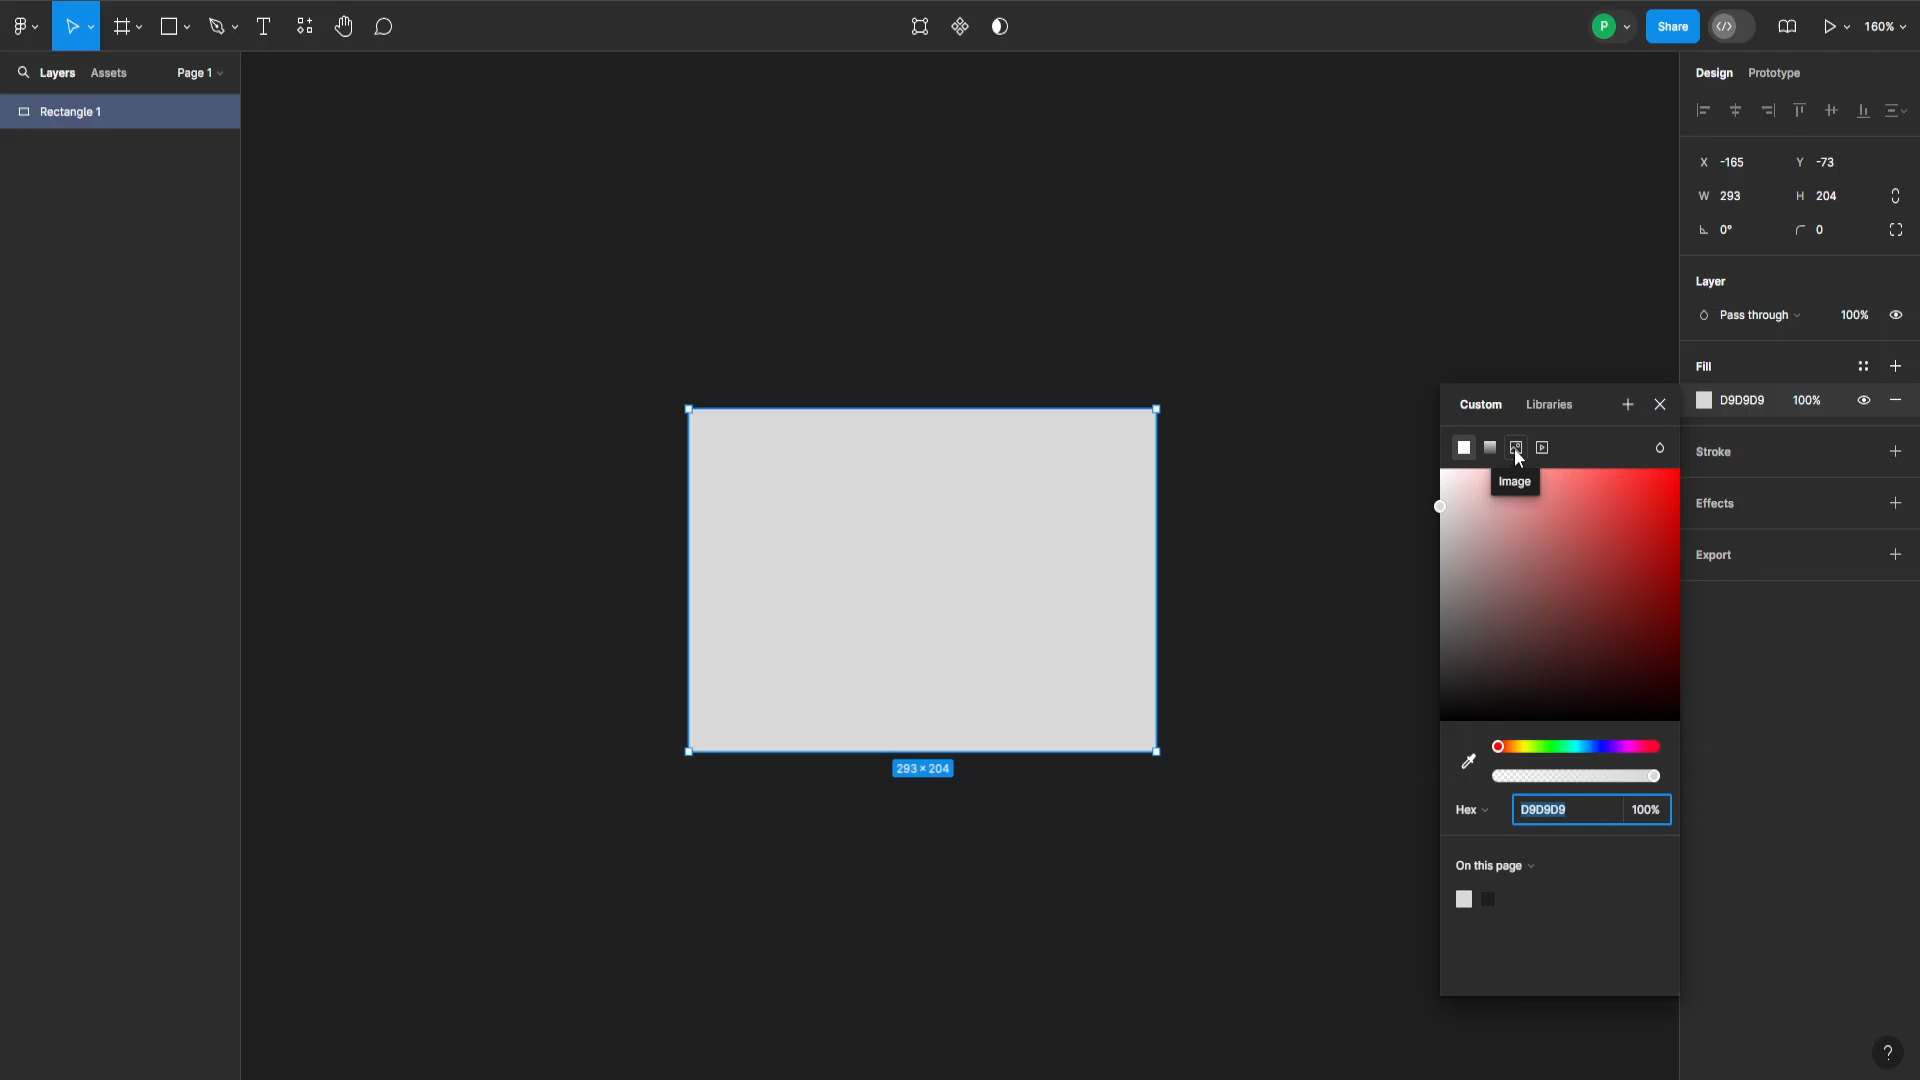 P
Share
160%
Layers
Assets
Page 1
Design
Prototype
Rectangle 1
X -165
Y -73
W 293
H 204
0°
0
Layer
Pass through
100%
Fill
D9D9D9
100%
Custom
Libraries
Image
Stroke
Effects
Export
293 × 204
Hex
D9D9D9
100%
On this page
?